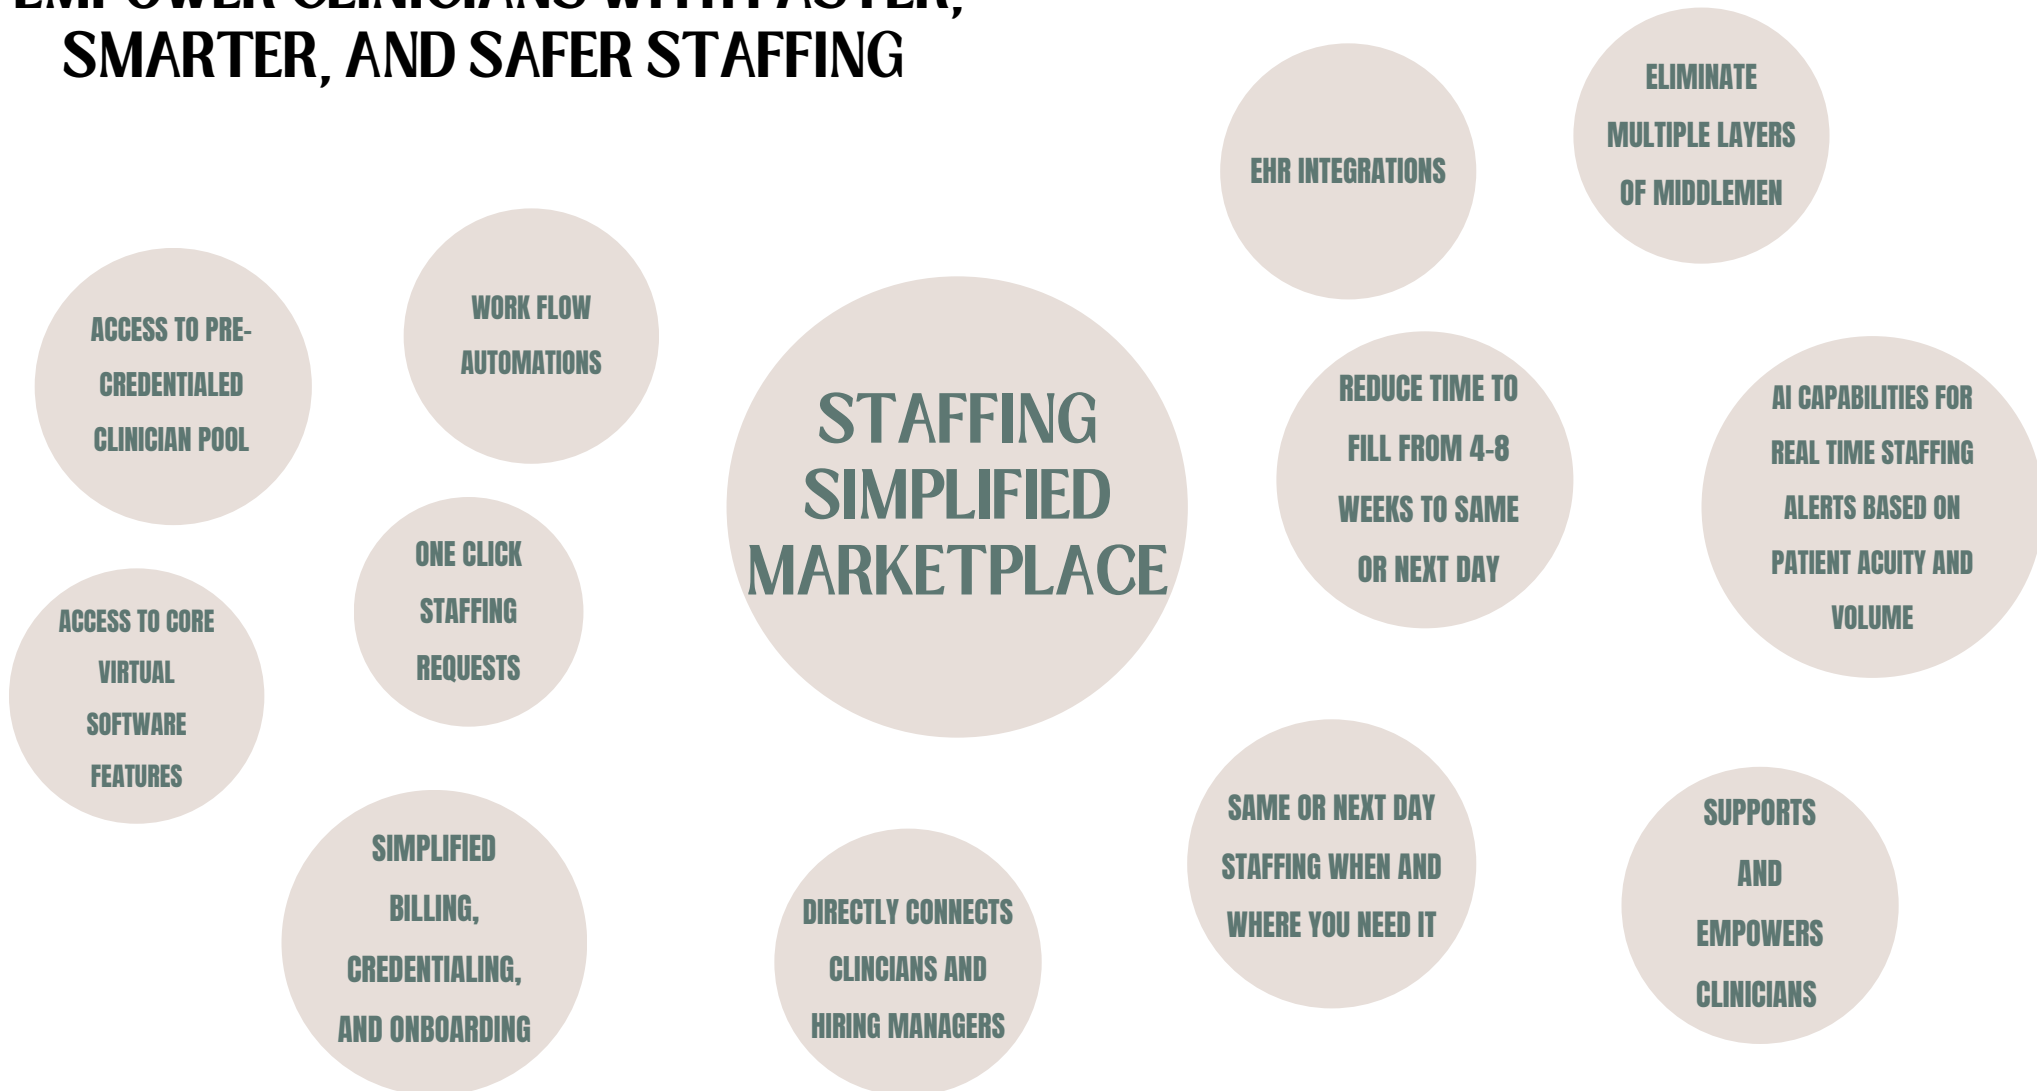 EMPOWER CLINICIANS WITH FASTER,
SMARTER, AND SAFER STAFFING
EHR INTEGRATIONS
ELIMINATE
MULTIPLE LAYERS
OF MIDDLEMEN
ACCESS TO PRE-
CREDENTIALED
CLINICIAN POOL
WORK FLOW
AUTOMATIONS
STAFFING
SIMPLIFIED
MARKETPLACE
REDUCE TIME TO
FILL FROM 4-8
WEEKS TO SAME
OR NEXT DAY
AI CAPABILITIES FOR
REAL TIME STAFFING
ALERTS BASED ON
PATIENT ACUITY AND
VOLUME
ONE CLICK
STAFFING
REQUESTS
ACCESS TO CORE
VIRTUAL
SOFTWARE
FEATURES
SIMPLIFIED
BILLING,
CREDENTIALING,
AND ONBOARDING
DIRECTLY CONNECTS
CLINCIANS AND
HIRING MANAGERS
SAME OR NEXT DAY
STAFFING WHEN AND
WHERE YOU NEED IT
SUPPORTS
AND
EMPOWERS
CLINICIANS